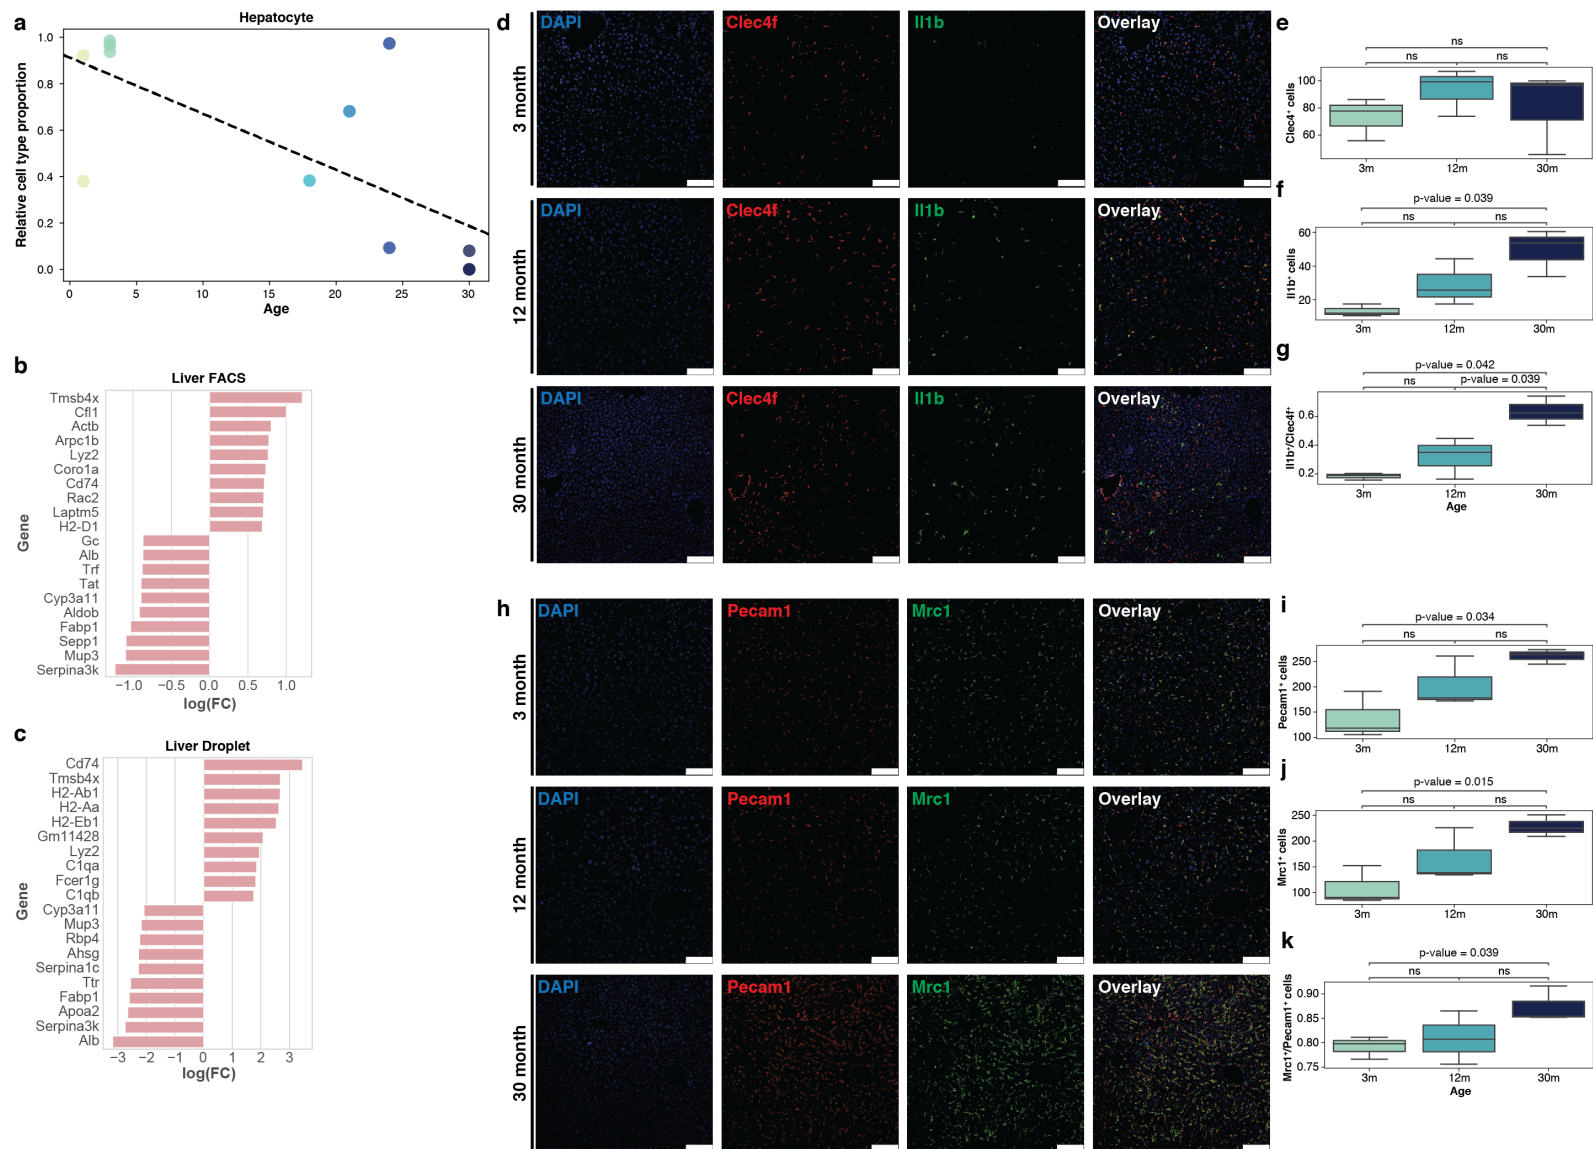 a
Hepatocyte
Relative cell type proportion
1.0
0.8
0.6
0.4
0.2
0.0
0 5 10 15 20 25 30
Age
b
Liver FACS
Gene
Tmsb4x
Cfl1
Actb
Arpc1b
Lyz2
Coro1a
Cd74
Rac2
Laptm5
H2-D1
Gc
Alb
Trf
Tat
Cyp3a11
Aldob
Fabp1
Sepp1
Mup3
Serpina3k
−1.0 −0.5 0.0 0.5 1.0
log(FC)
c
Liver Droplet
Gene
Cd74
Tmsb4x
H2-Ab1
H2-Aa
H2-Eb1
Gm11428
Lyz2
C1qa
Fcer1g
C1qb
Cyp3a11
Mup3
Rbp4
Ahsg
Serpina1c
Ttr
Fabp1
Apoa2
Serpina3k
Alb
−3 −2 −1 0 1 2 3
log(FC)
d
3 month
DAPI Clec4f Il1b Overlay
12 month
DAPI Clec4f Il1b Overlay
30 month
DAPI Clec4f Il1b Overlay
e
ns
ns ns
Clec4⁺ cells
100
80
60
3m 12m 30m
f
p-value = 0.039
ns ns
Il1b⁺ cells
60
40
20
3m 12m 30m
g
p-value = 0.042
ns p-value = 0.039
Il1b⁺/Clec4f⁺
0.6
0.4
0.2
3m 12m 30m
Age
h
3 month
DAPI Pecam1 Mrc1 Overlay
12 month
DAPI Pecam1 Mrc1 Overlay
30 month
DAPI Pecam1 Mrc1 Overlay
i
p-value = 0.034
ns ns
Pecam1⁺ cells
250
200
150
100
3m 12m 30m
j
p-value = 0.015
ns ns
Mrc1⁺ cells
250
200
150
100
3m 12m 30m
k
p-value = 0.039
ns ns
Mrc1⁺/Pecam1⁺ cells
0.90
0.85
0.80
0.75
3m 12m 30m
Age